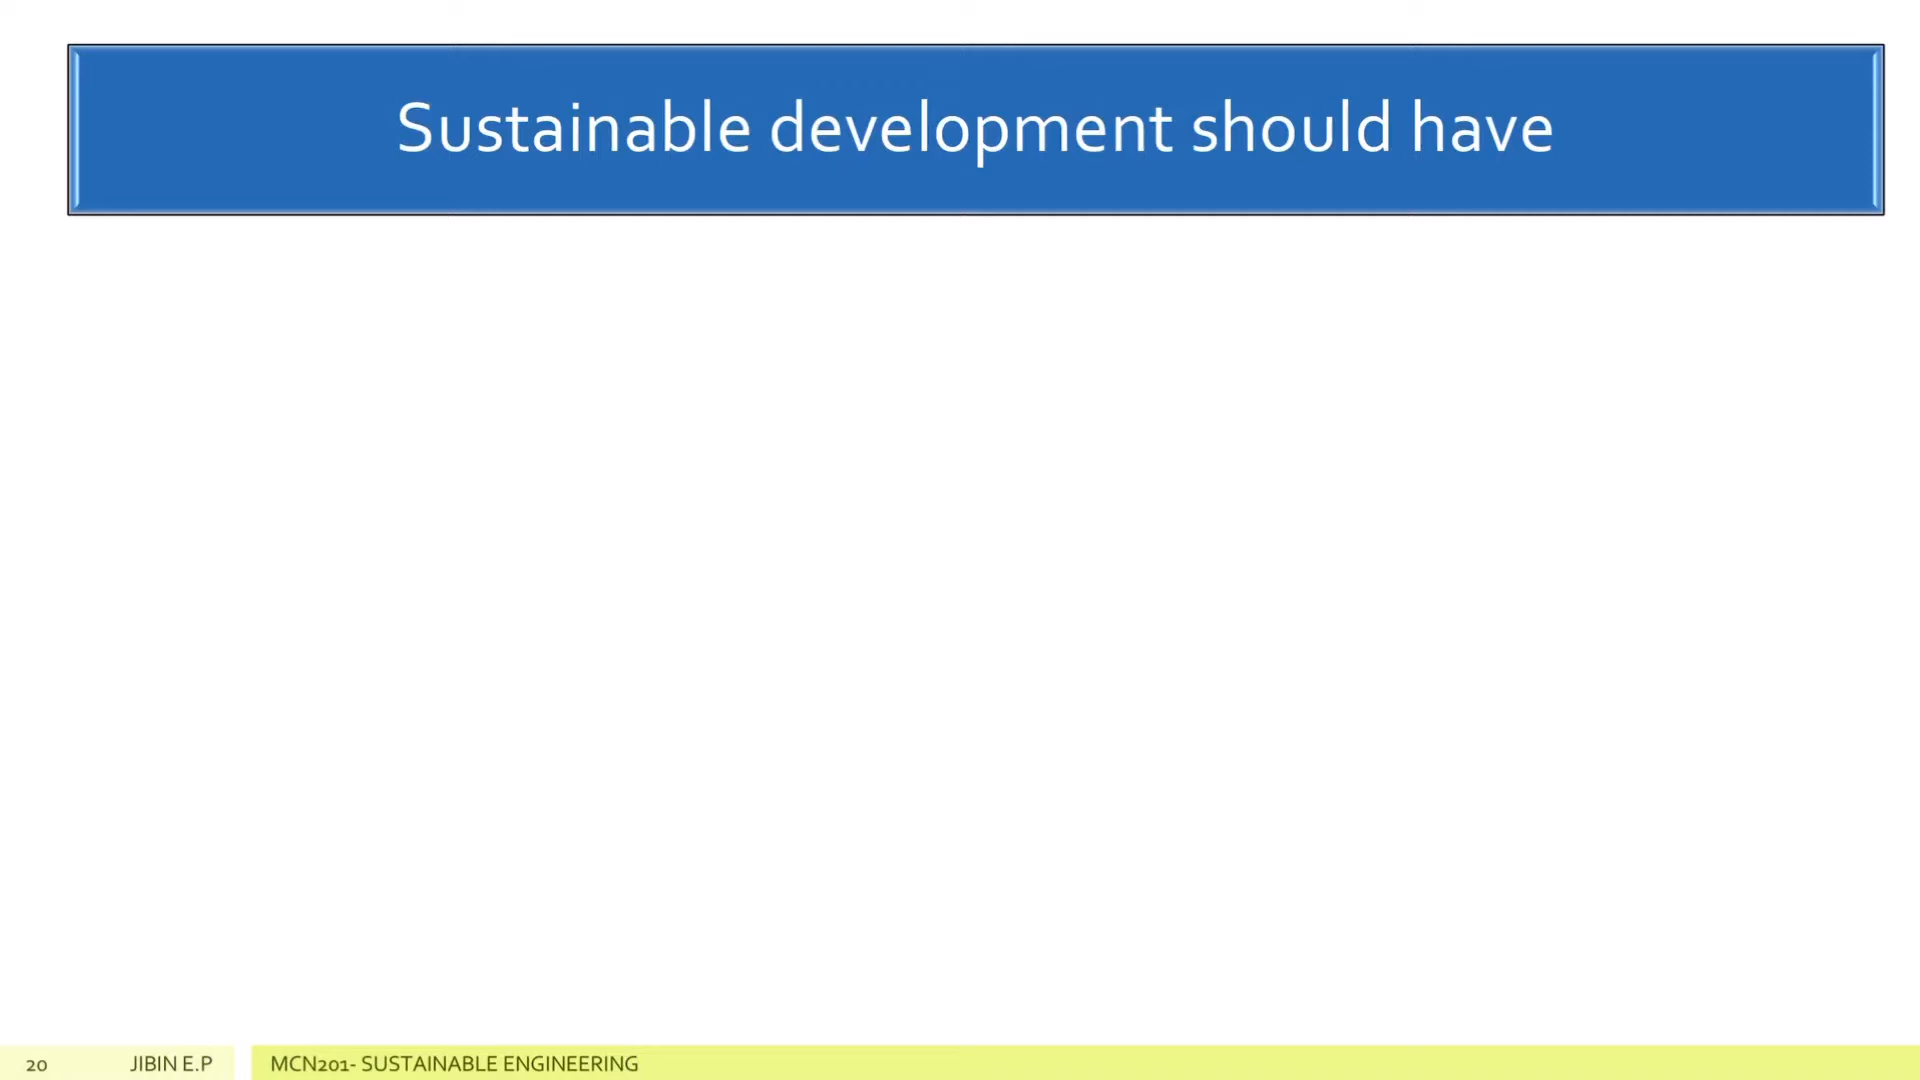 Sustainable development should have
20 JIBIN E.P MCN201- SUSTAINABLE ENGINEERING